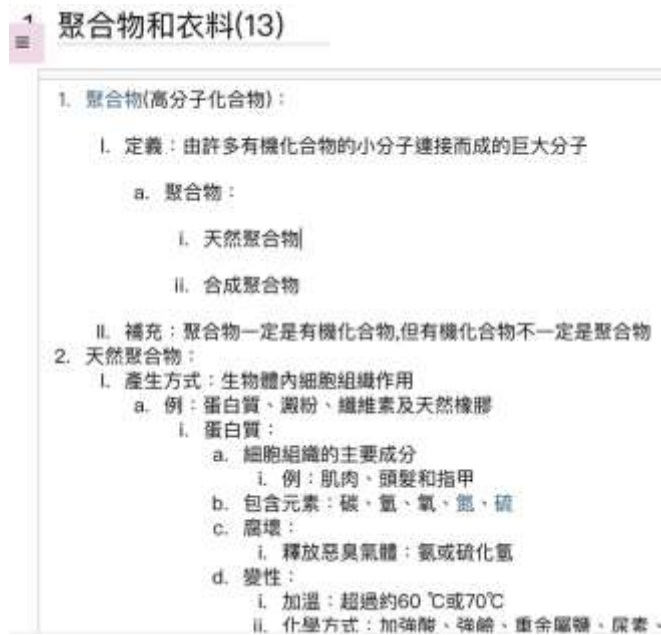 聚合物和衣料(13)
1. 聚合物(高分子化合物):
I. 定義:由許多有機化合物的小分子連接而成的巨大分子
a. 聚合物:
i. 天然聚合物
ii. 合成聚合物
II. 補充:聚合物一定是有機化合物,但有機化合物不一定是聚合物
2. 天然聚合物:
I. 產生方式:生物體內細胞組織作用
a. 例:蛋白質、澱粉、纖維素及天然橡膠
i. 蛋白質:
a. 細胞組織的主要成分
i. 例:肌肉、頭髮和指甲
b. 包含元素:碳、氫、氧、氮、硫
c. 腐壞:
i. 釋放惡臭氣體:氨或硫化氫
d. 變性:
i. 加溫:超過約60 ℃或70℃
ii. 化學方式:加強酸、強鹼、重金屬鹽、尿素、